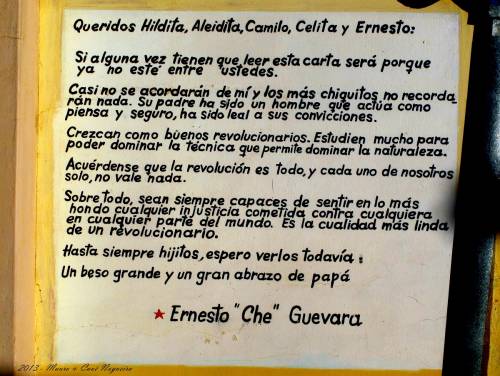 Queridos Hildita, Aleidita, Camilo, Celita y Ernesto:
Si alguna vez tienen que leer esta carta será porque
ya no esté entre ustedes.
Casi no se acordarán de mí y los más chiquitos no recorda_
rán nada. Su padre ha sido un hombre que actúa como
piensa y seguro, ha sido leal a sus convicciones.
Crezcan como buenos revolucionarios. Estudien mucho para
poder dominar la técnica que permite dominar la naturaleza.
Acuérdense que la revolución es todo, y cada uno de nosotros
solo, no vale nada.
Sobre todo, sean siempre capaces de sentir en lo más
hondo cualquier injusticia cometida contra cualquiera
en cualquier parte del mundo. Es la cualidad más linda
de un revolucionario.
Hasta siempre hijitos, espero verlos todavía.
Un beso grande y un gran abrazo de papá
Ernesto "Che" Guevara
2013 - Mauro e Cavi Nogueira